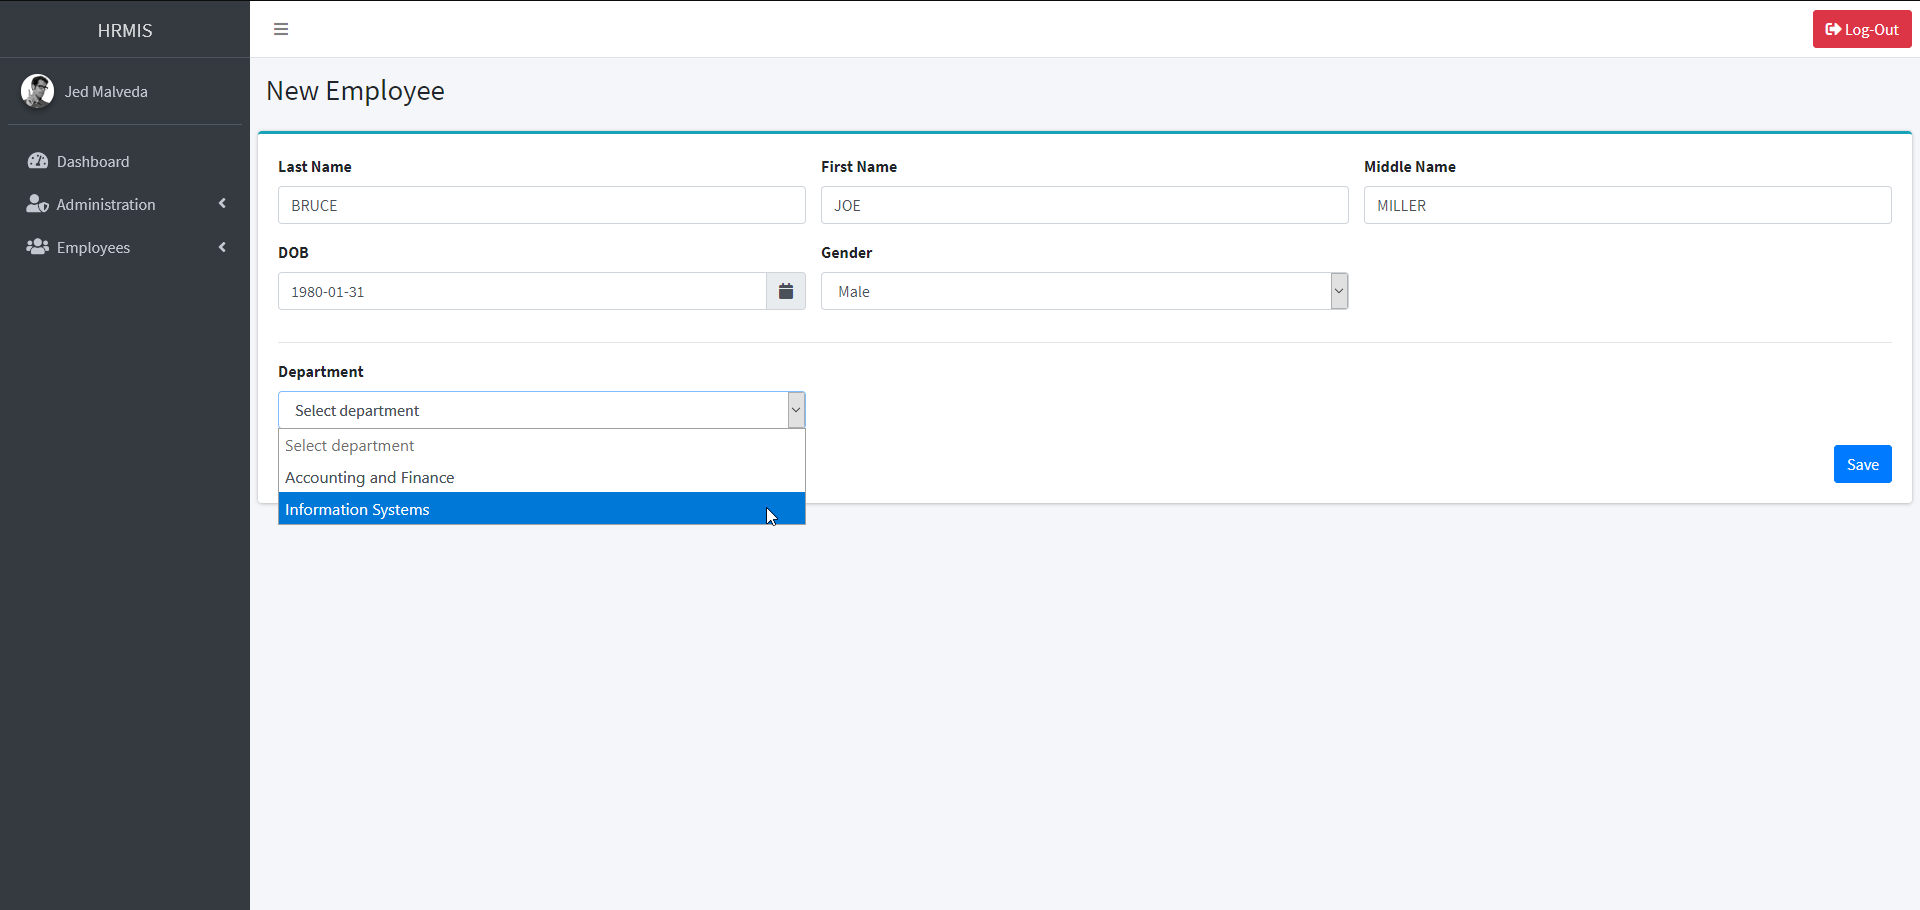 HRMIS
Log-Out
Jed Malveda
New Employee
Dashboard
Administration
Employees
Last Name First Name Middle Name
BRUCE JOE MILLER
DOB Gender
1980-01-31 Male
Department
Select department
Select department
Accounting and Finance
Information Systems
Save